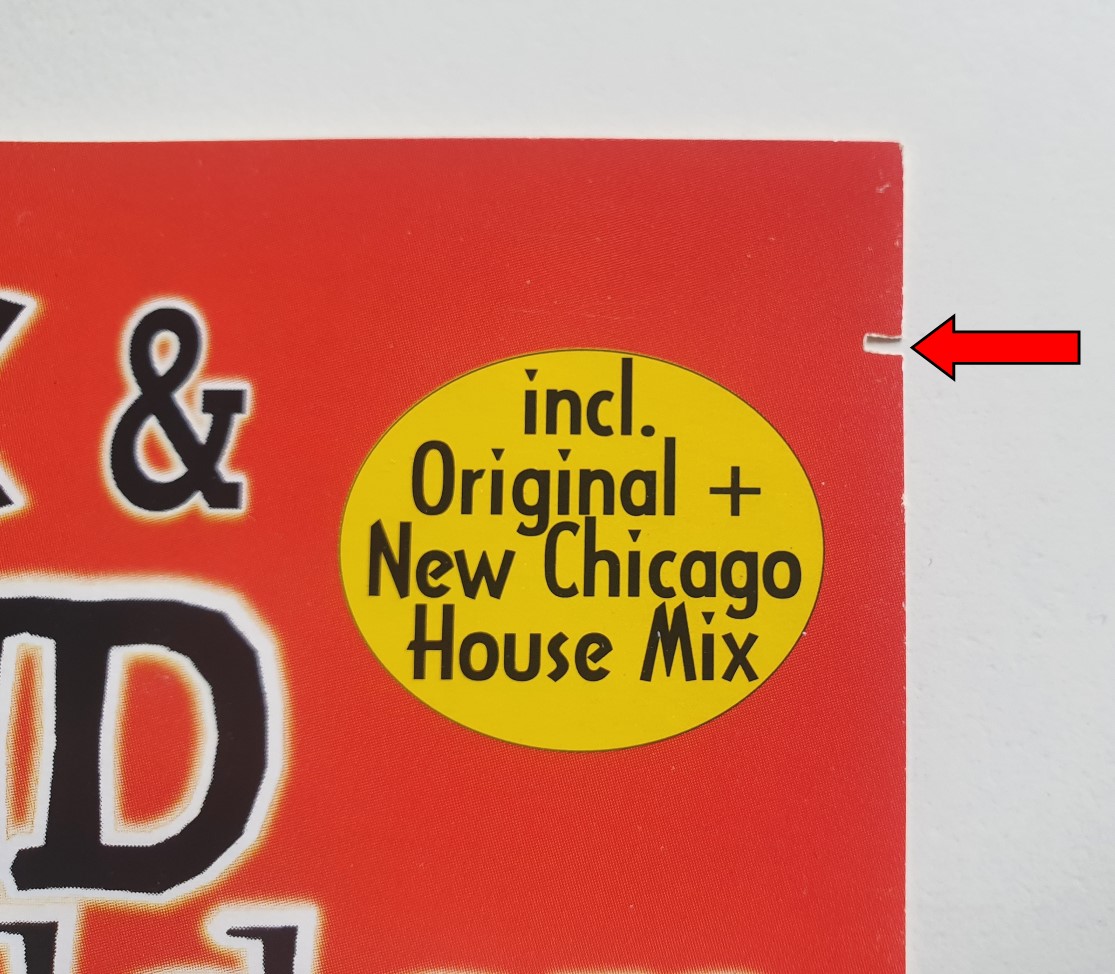 &
incl.
Original +
New Chicago
House Mix
D